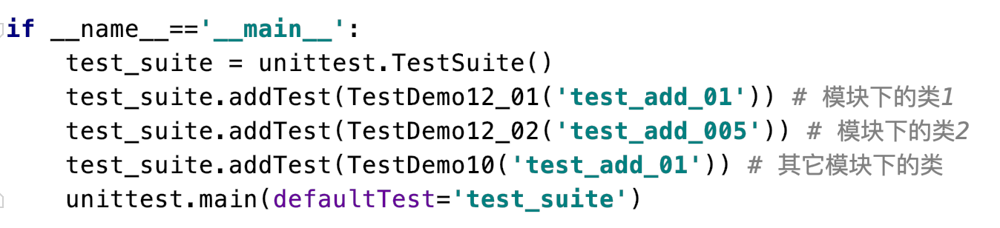 if __name__=='__main__':
    test_suite = unittest.TestSuite()
    test_suite.addTest(TestDemo12_01('test_add_01')) # 模块下的类1
    test_suite.addTest(TestDemo12_02('test_add_005')) # 模块下的类2
    test_suite.addTest(TestDemo10('test_add_01')) # 其它模块下的类
    unittest.main(defaultTest='test_suite')